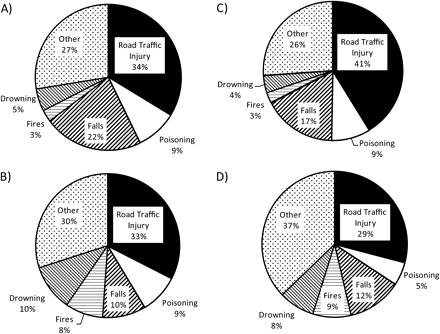 A)
Other
27%
Road Traffic
Injury
34%
Drowning
5%
Fires
3%
Falls
22%
Poisoning
9%
C)
Other
26%
Road Traffic
Injury
41%
Drowning
4%
Fires
3%
Falls
17%
Poisoning
9%
B)
Other
30%
Road Traffic
Injury
33%
Drowning
10%
Fires
8%
Falls
10%
Poisoning
9%
D)
Other
37%
Road Traffic
Injury
29%
Drowning
8%
Fires
9%
Falls
12%
Poisoning
5%